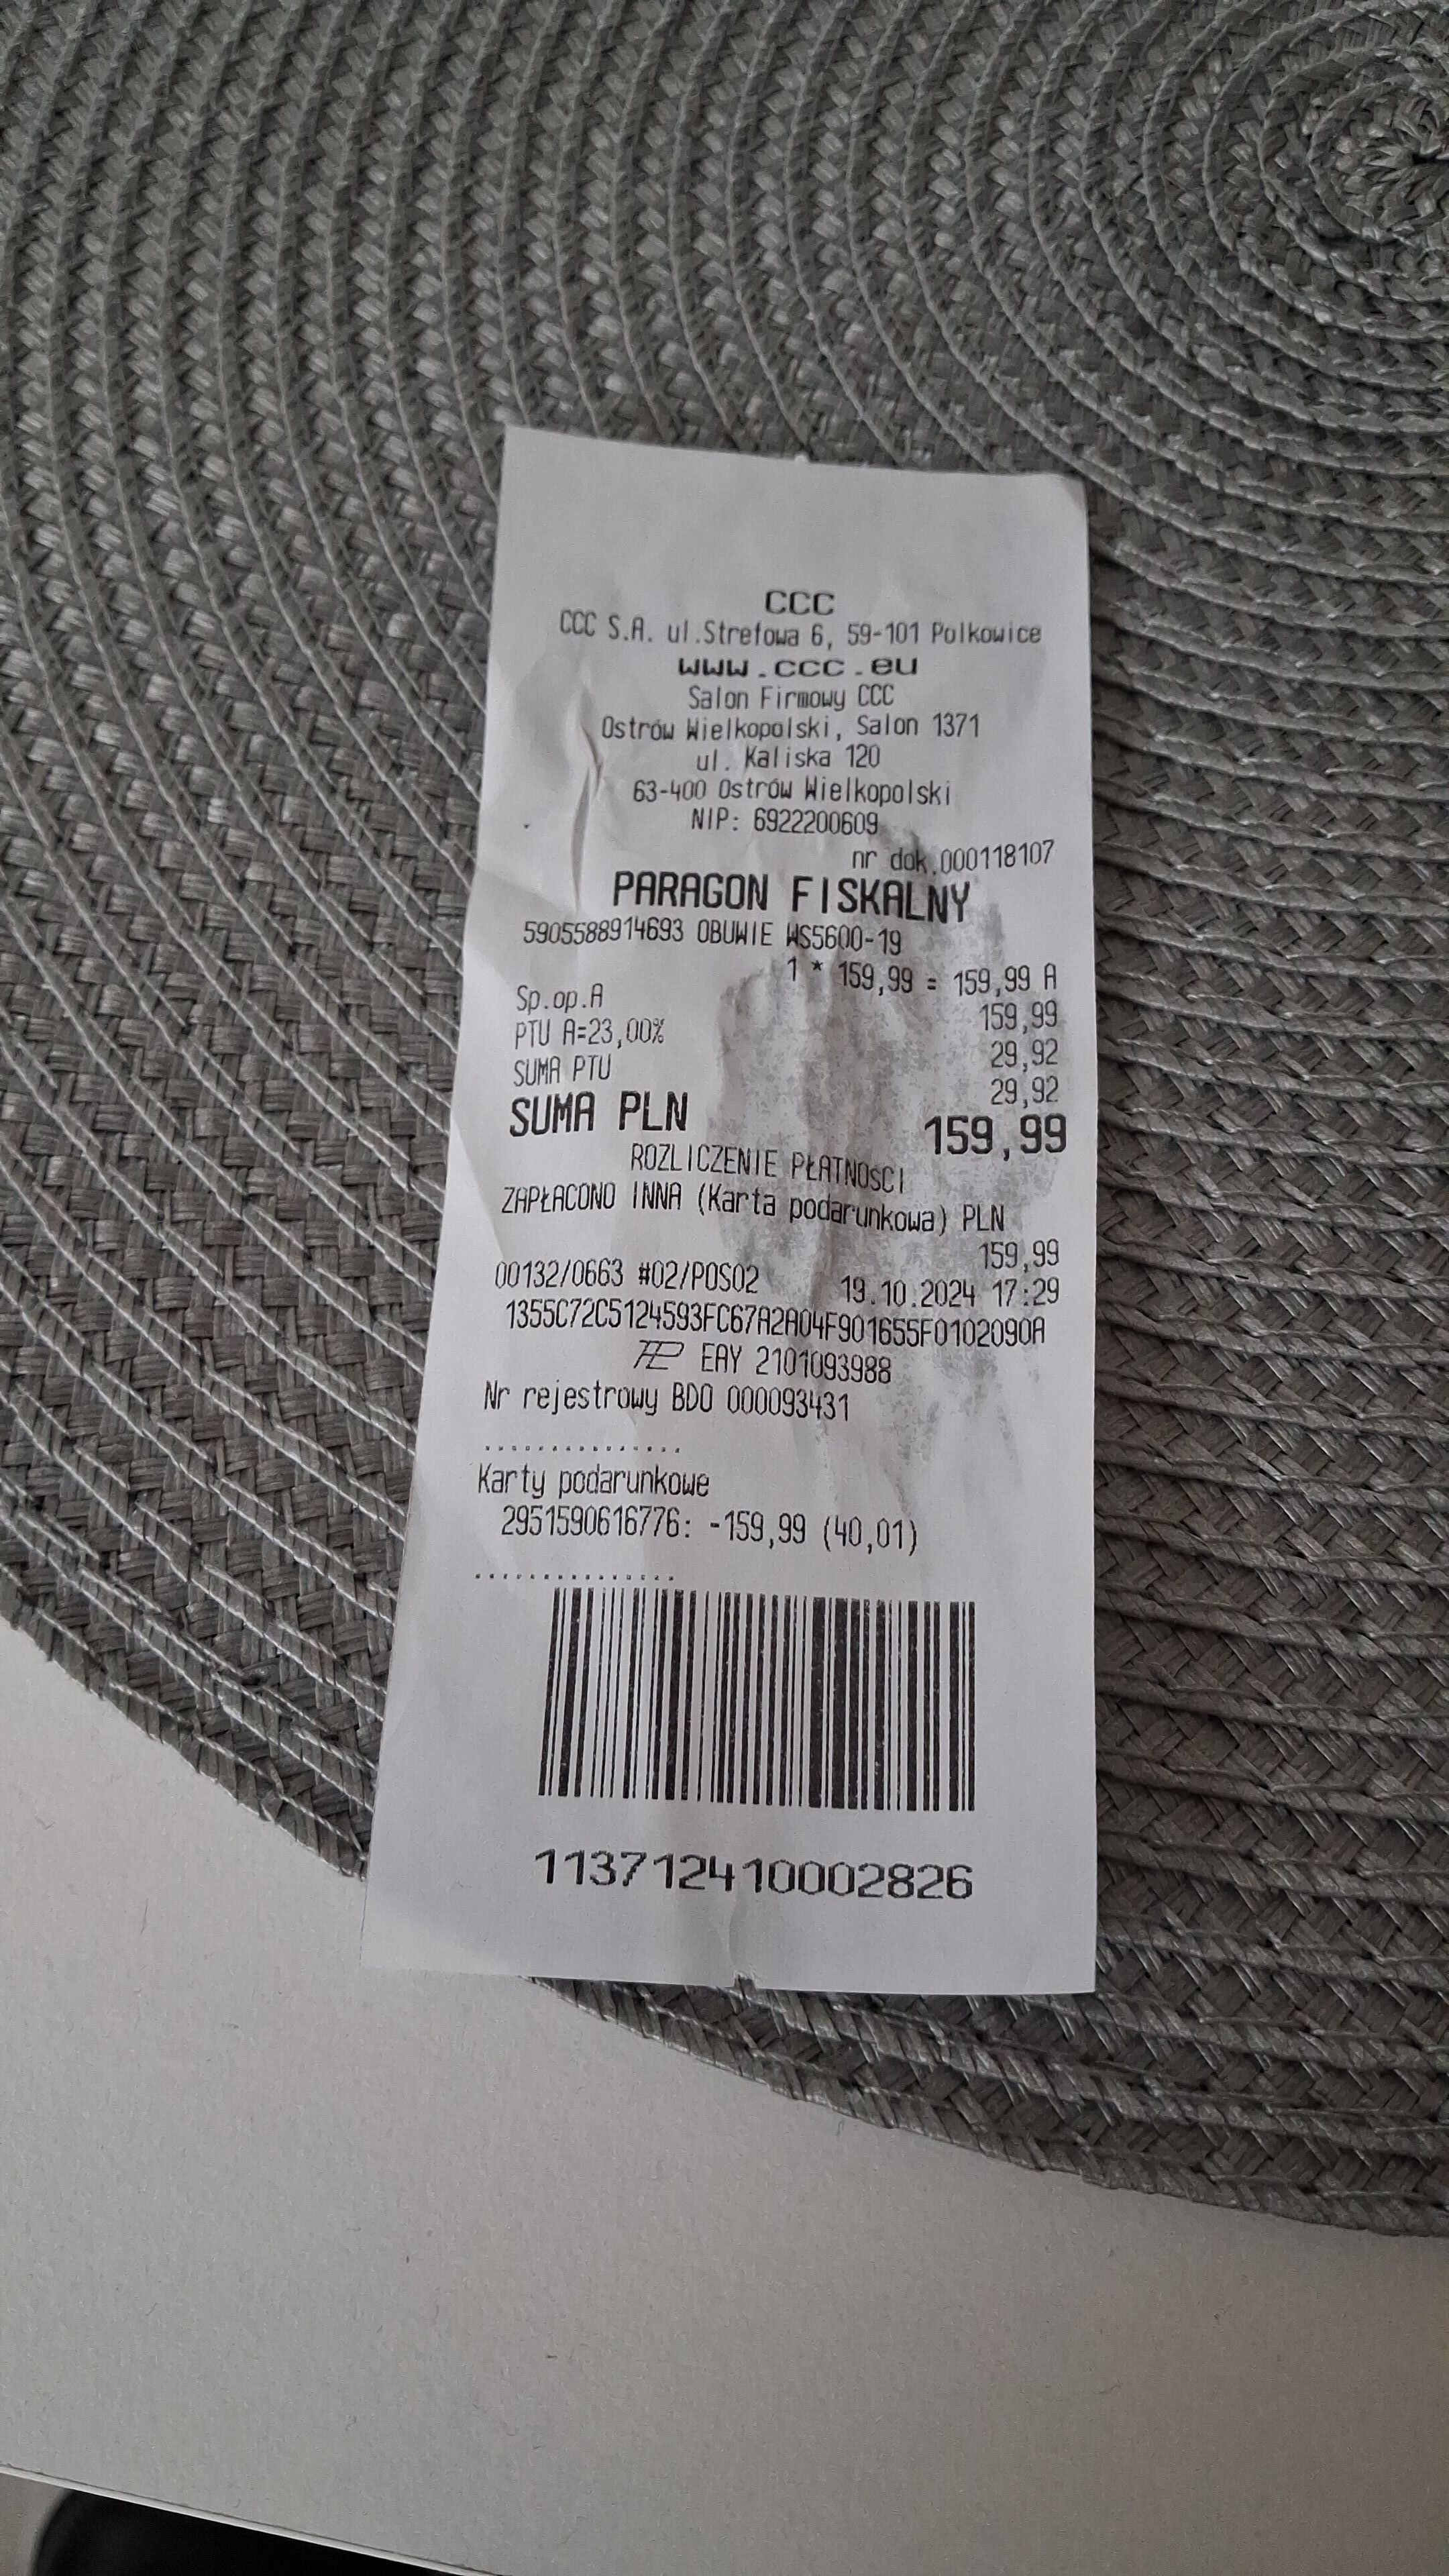 CCC
CCC S.A. ul.Strefowa 6, 59-101 Polkowice
www.ccc.eu
Salon Firmowy CCC
Ostrów Wielkopolski, Salon 1371
ul. Kaliska 120
63-400 Ostrów Wielkopolski
NIP: 6922200609
nr dok.000118107
PARAGON FISKALNY
5905588914693 OBUWIE WS5600-19
1 * 159,99 = 159,99 A
Sp.op.A 159,99
PTU A=23,00% 29,92
SUMA PTU 29,92
SUMA PLN 159,99
ROZLICZENIE PŁATNOŚCI
ZAPŁACONO INNA (Karta podarunkowa) PLN
159,99
00132/0663 #02/POS02 19.10.2024 17:29
1355C72C5124593FC67A2A04F901655F0102090A
EAY 2101093988
Nr rejestrowy BDO 000093431
Karty podarunkowe
2951590616776: -159,99 (40,01)
113712410002826